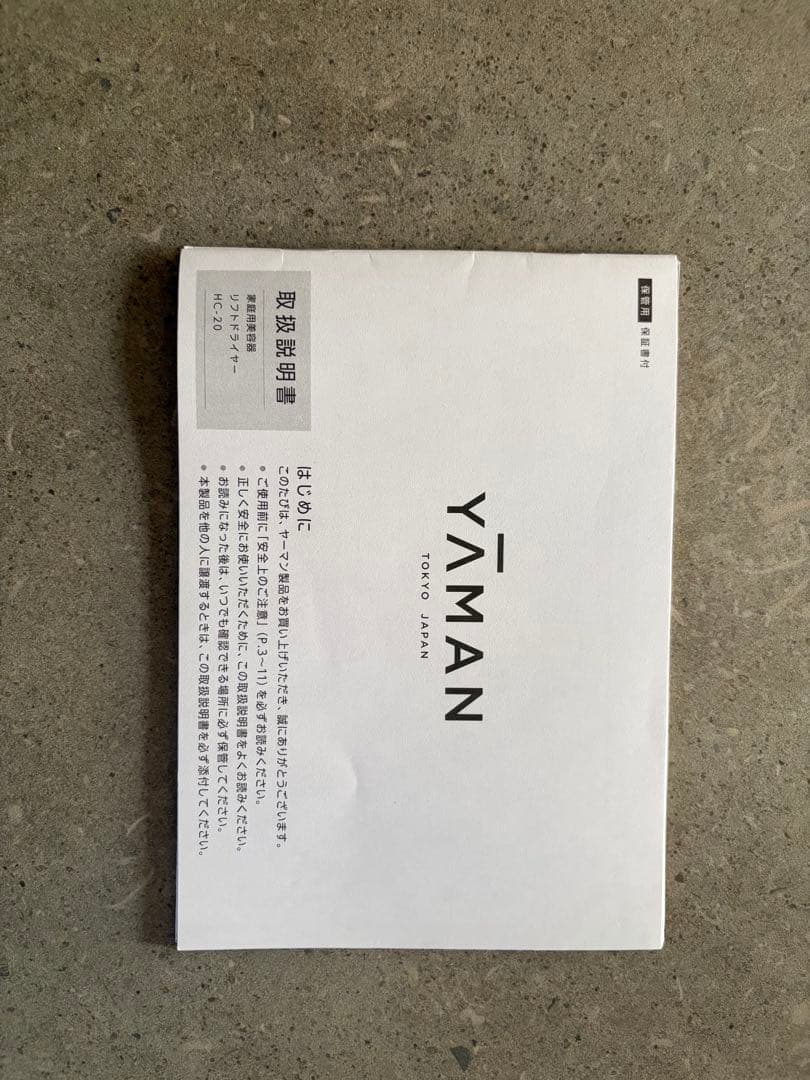 保管用 保証書付
YAMAN
TOKYO JAPAN
取扱説明書
家庭用美容器
リフトドライヤー
HC-20
はじめに
このたびは、ヤーマン製品をお買い上げいただき、誠にありがとうございます。
● ご使用前に「安全上のご注意」(P.3～11)を必ずお読みください。
● 正しく安全にお使いいただくために、この取扱説明書をよくお読みください。
● お読みになった後は、いつでも確認できる場所に必ず保管してください。
● 本製品を他の人に譲渡するときは、この取扱説明書を必ず添付してください。